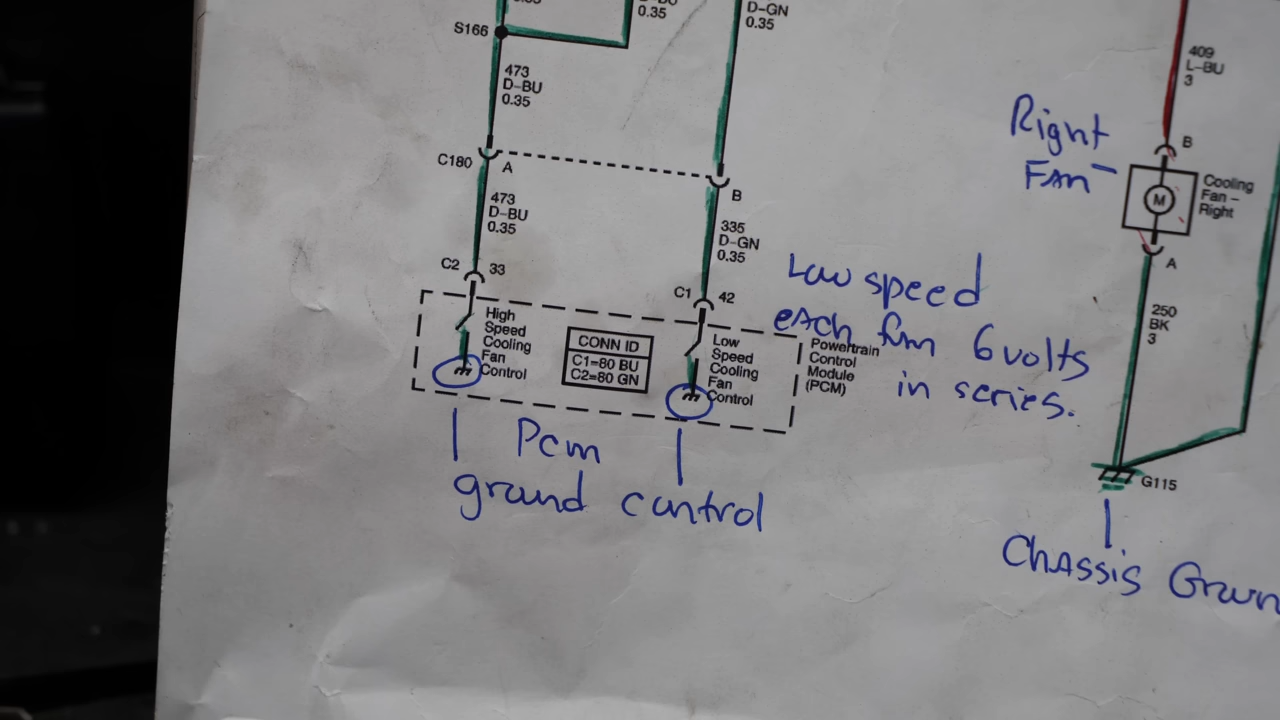 0.35
D-GN
0.35
S166
473
D-BU
0.35
409
L-BU
3
Right
Fan
B
Cooling
Fan –
Right
M
A
C180
A
B
473
D-BU
0.35
335
D-GN
0.35
250
BK
3
C2
33
C1
42
Low speed
each fan 6 volts
in series.
High
Speed
Cooling
Fan
Control
CONN ID
C1=80 BU
C2=80 GN
Low
Speed
Cooling
Fan
Control
Powertrain
Control
Module
(PCM)
Pcm
ground control
G115
Chassis